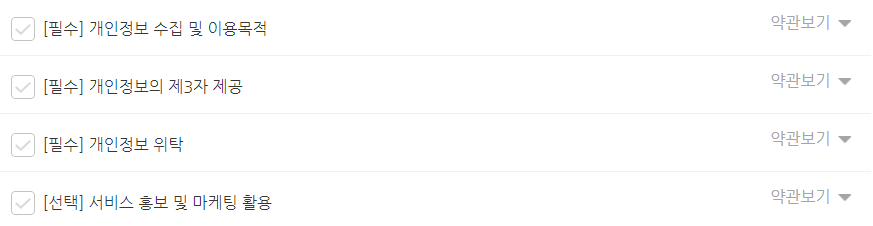 [필수] 개인정보 수집 및 이용목적 약관보기
[필수] 개인정보의 제3자 제공 약관보기
[필수] 개인정보 위탁 약관보기
[선택] 서비스 홍보 및 마케팅 활용 약관보기